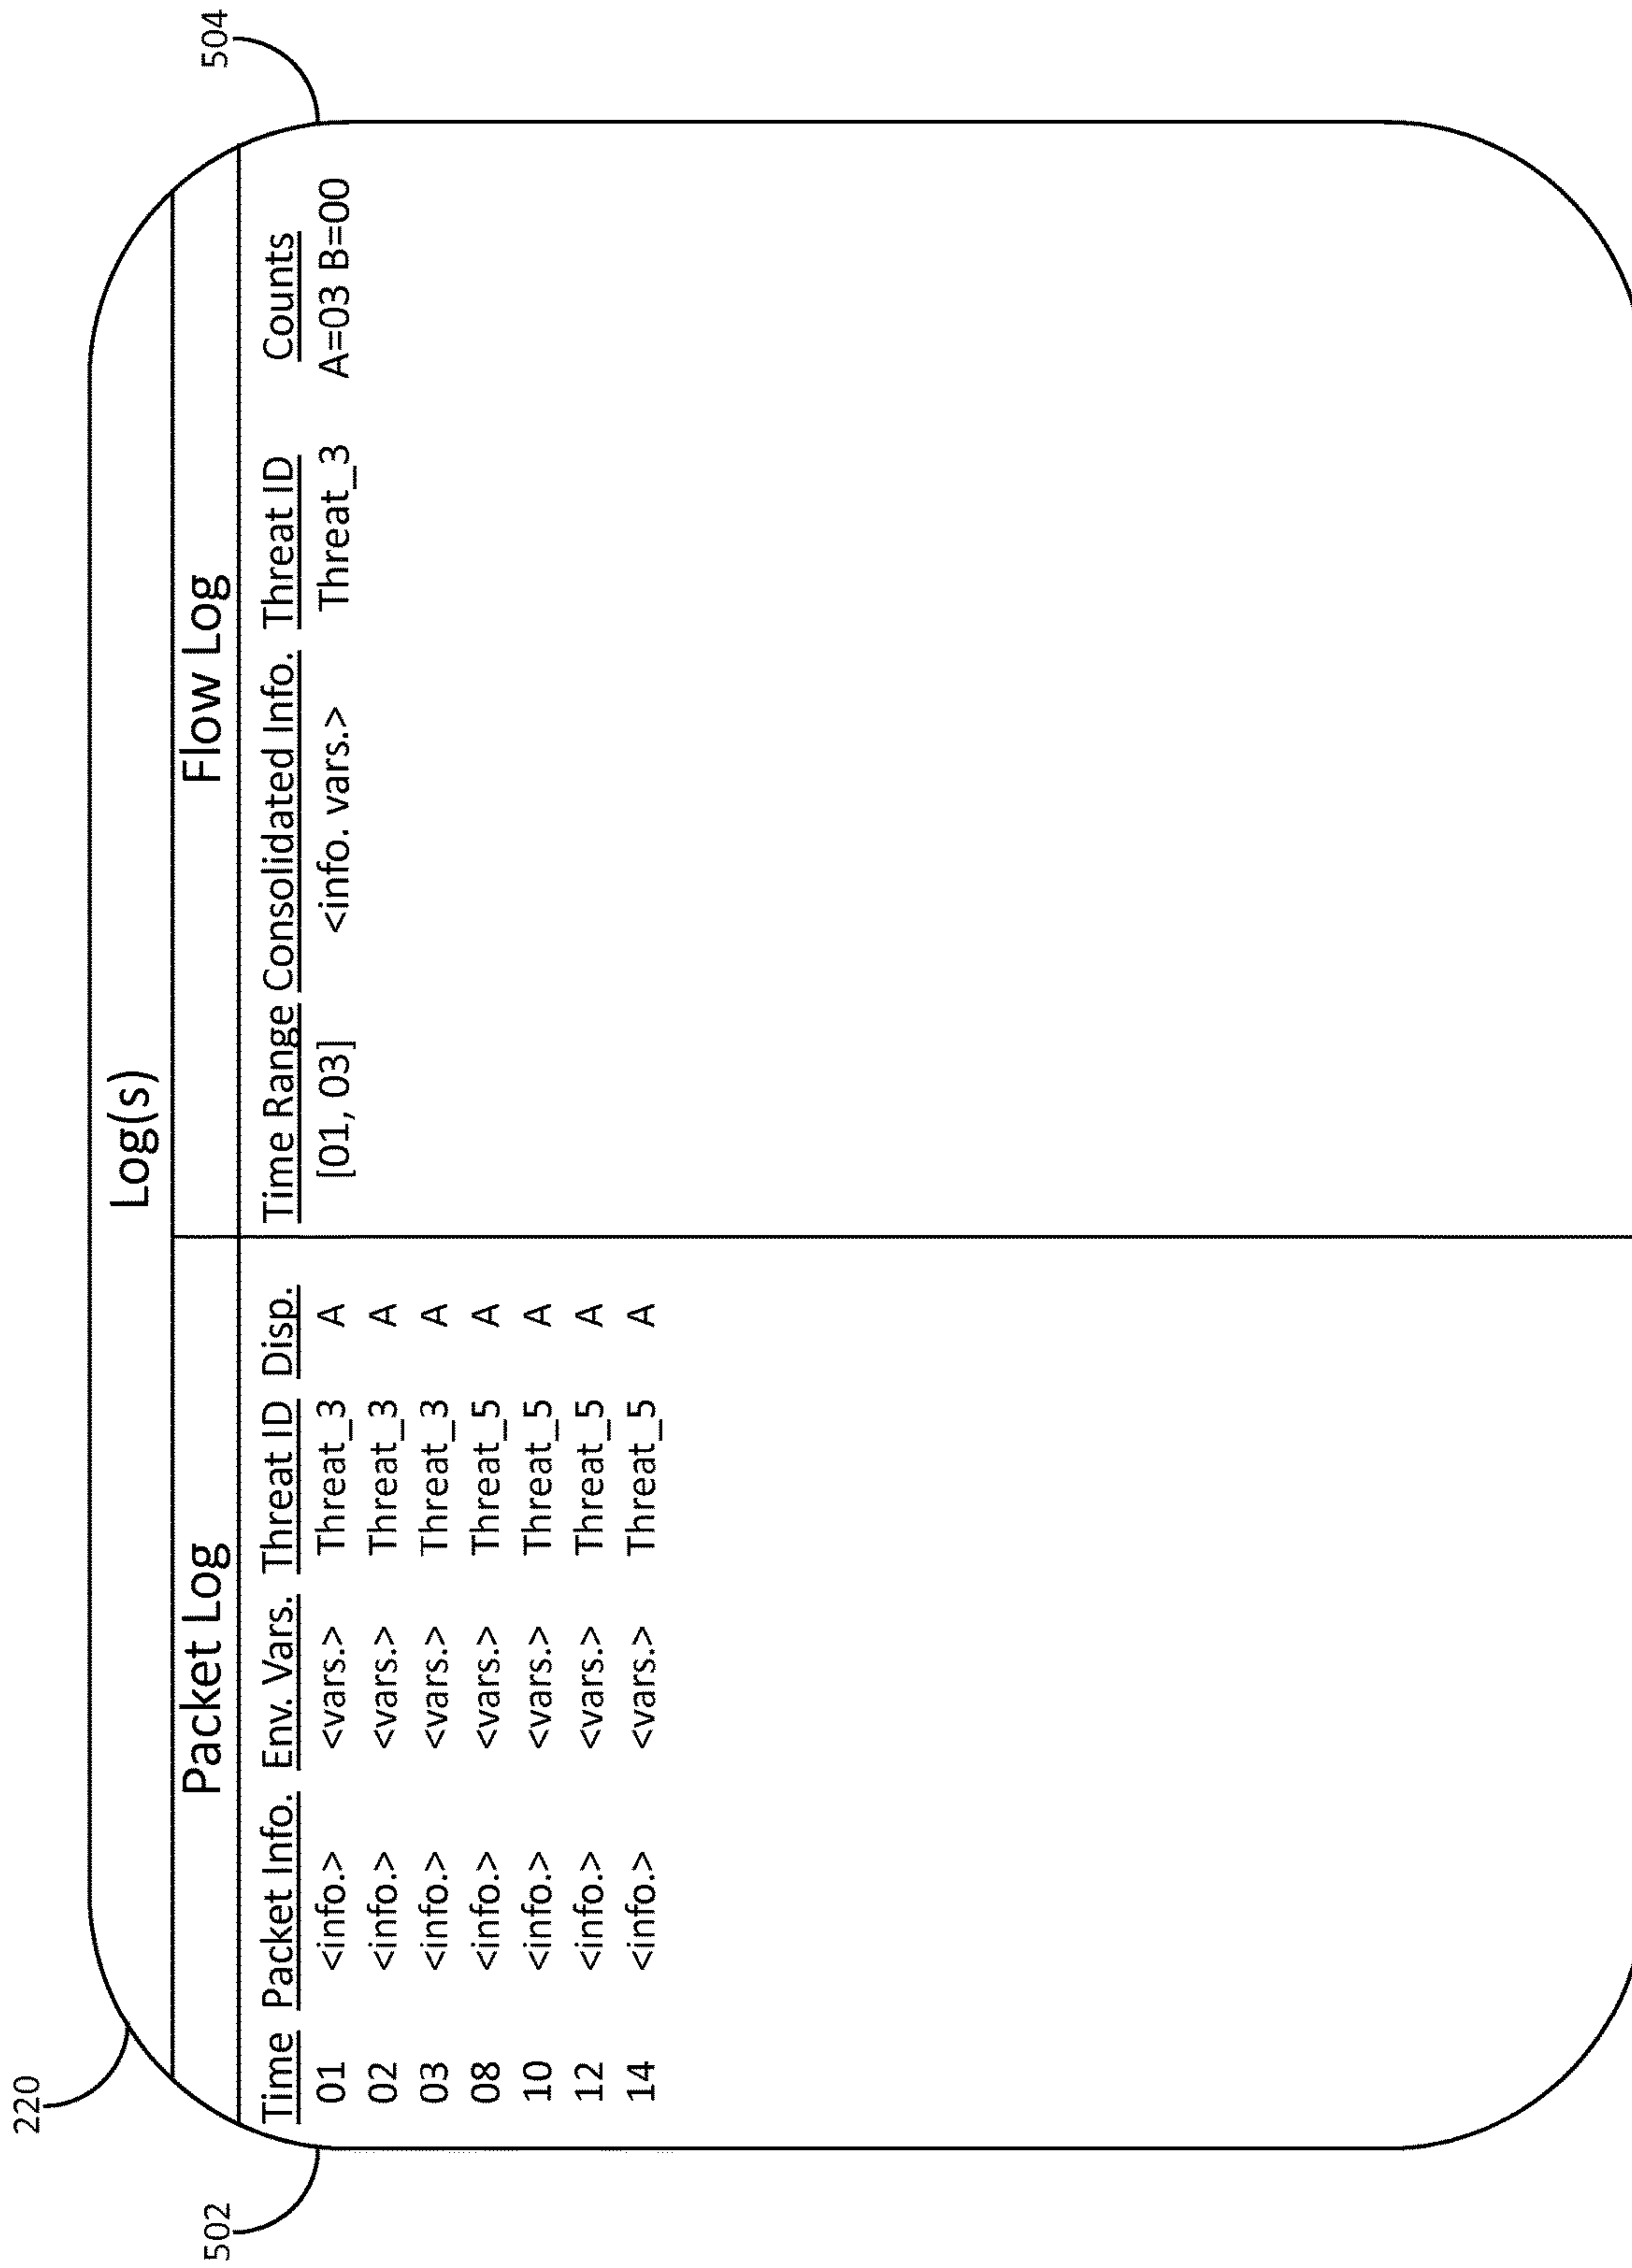 220
Log(s)
502
504
Packet Log
Flow Log
Time Packet Info. Env. Vars. Threat ID Disp.
01 <info.> <vars.> Threat_3 A
02 <info.> <vars.> Threat_3 A
03 <info.> <vars.> Threat_3 A
08 <info.> <vars.> Threat_5 A
10 <info.> <vars.> Threat_5 A
12 <info.> <vars.> Threat_5 A
14 <info.> <vars.> Threat_5 A
Time Range Consolidated Info. Threat ID Counts
[01, 03] <info. vars.> Threat_3 A=03 B=00